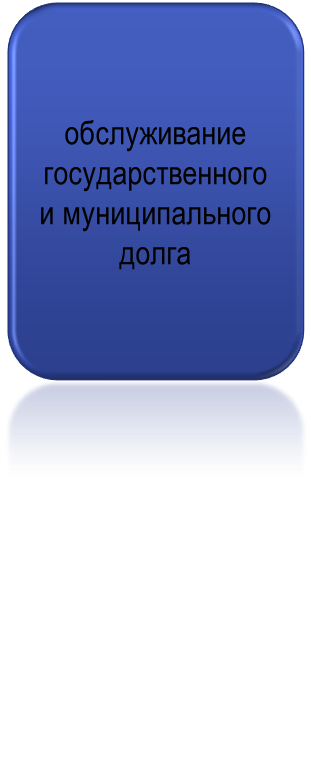 обслуживание
государственного
и муниципального
долга